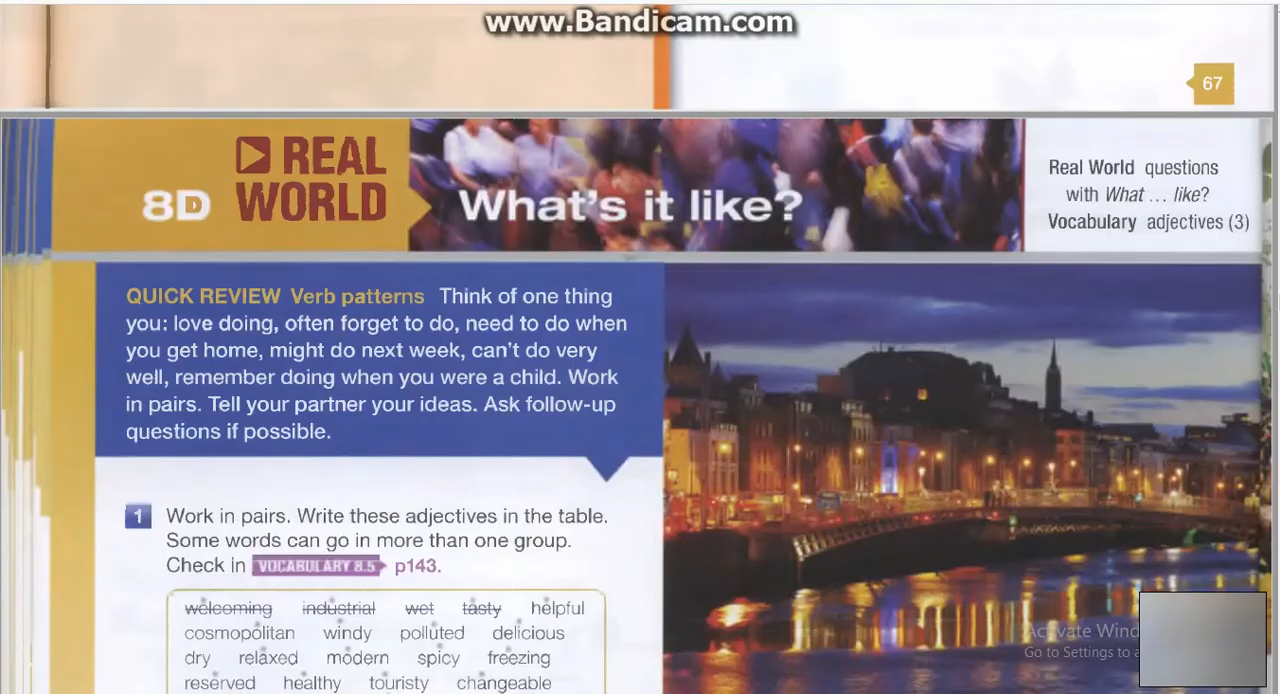 www.Bandicam.com
67
8D REAL WORLD What's it like?
Real World questions
with What ... like?
Vocabulary adjectives (3)
QUICK REVIEW Verb patterns Think of one thing
you: love doing, often forget to do, need to do when
you get home, might do next week, can't do very
well, remember doing when you were a child. Work
in pairs. Tell your partner your ideas. Ask follow-up
questions if possible.
1 Work in pairs. Write these adjectives in the table.
Some words can go in more than one group.
Check in VOCABULARY 8.5 p143.
welcoming industrial wet tasty helpful
cosmopolitan windy polluted delicious
dry relaxed modern spicy freezing
reserved healthy touristy changeable
Activate Wind
Go to Settings to a